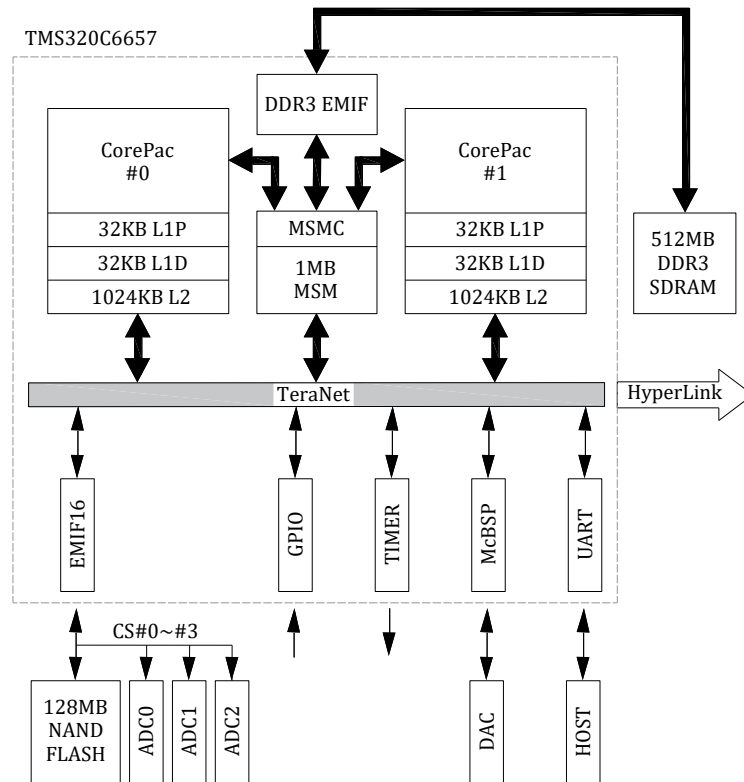 TMS320C6657
DDR3 EMIF
CorePac
#0
CorePac
#1
32KB L1P
32KB L1D
1024KB L2
MSMC
1MB
MSM
32KB L1P
32KB L1D
1024KB L2
512MB
DDR3
SDRAM
TeraNet
HyperLink
EMIF16
GPIO
TIMER
McBSP
UART
CS#0~#3
128MB
NAND
FLASH
ADC0
ADC1
ADC2
DAC
HOST